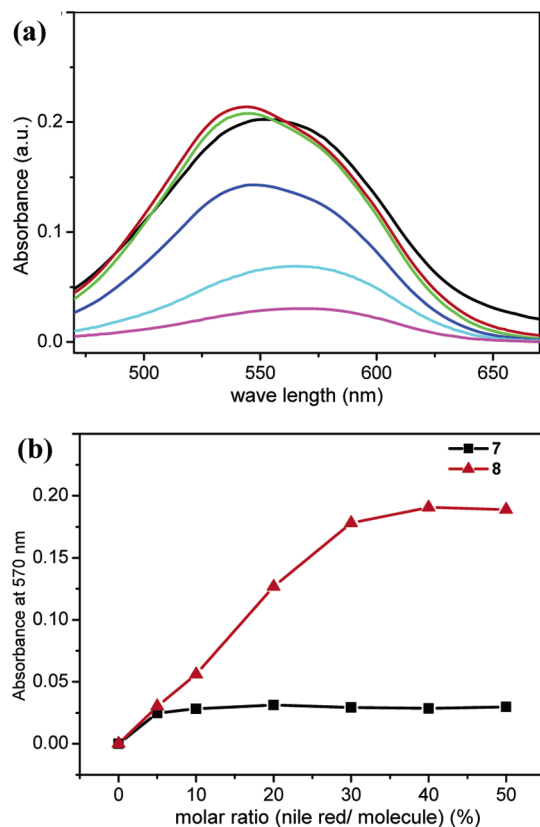 (a)
Absorbance (a.u.)
0.2
0.1
0.0
500 550 600 650
wave length (nm)
(b)
7
8
Absorbance at 570 nm
0.20
0.15
0.10
0.05
0.00
0 10 20 30 40 50
molar ratio (nile red/ molecule) (%)